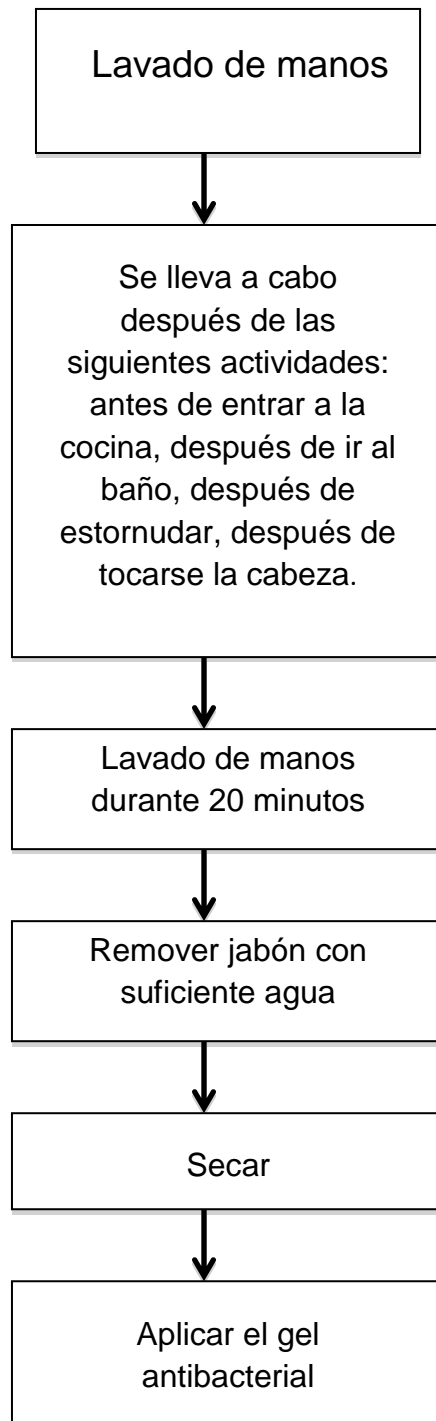 Lavado de manos
Se lleva a cabo
después de las
siguientes actividades:
antes de entrar a la
cocina, después de ir al
baño, después de
estornudar, después de
tocarse la cabeza.
Lavado de manos
durante 20 minutos
Remover jabón con
suficiente agua
Secar
Aplicar el gel
antibacterial